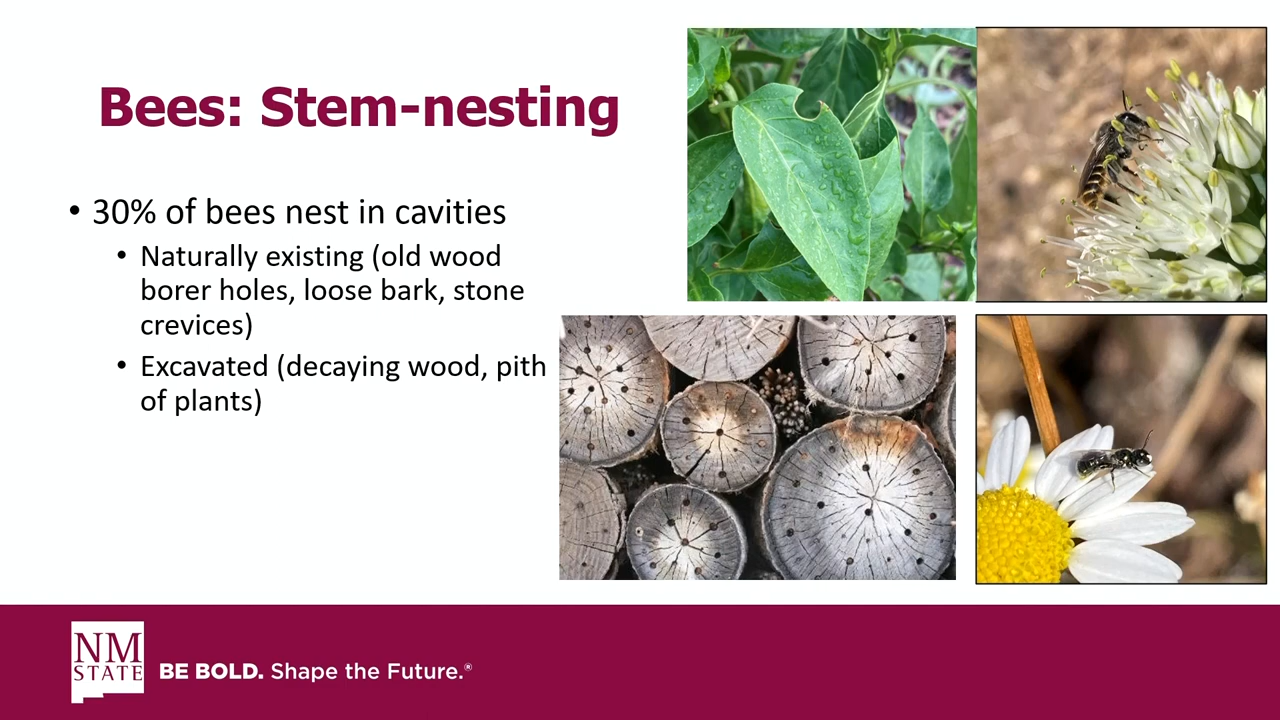 Bees: Stem-nesting
• 30% of bees nest in cavities
• Naturally existing (old wood
borer holes, loose bark, stone
crevices)
• Excavated (decaying wood, pith
of plants)
NM
STATE
BE BOLD. Shape the Future.®